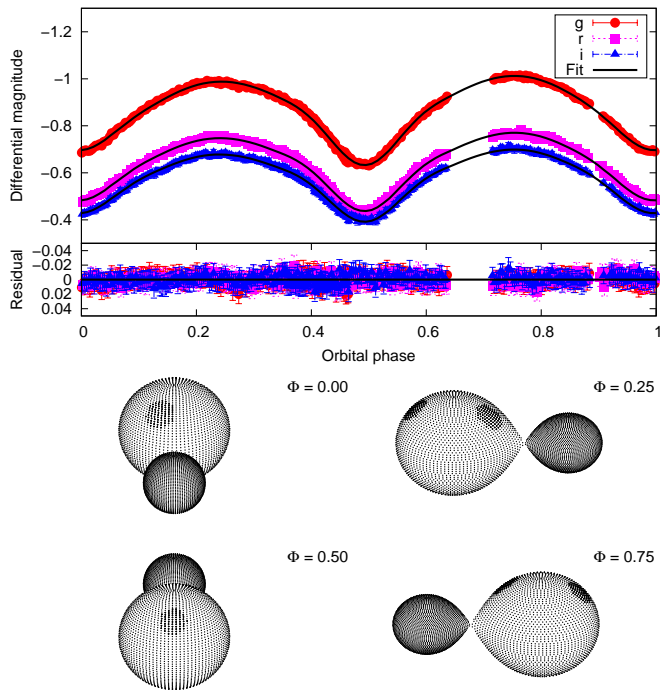 g
r
i
Fit
Differential magnitude
−1.2
−1
−0.8
−0.6
−0.4
Residual
−0.04
−0.02
0
0.02
0.04
0 0.2 0.4 0.6 0.8 1
Orbital phase
Φ = 0.00
Φ = 0.25
Φ = 0.50
Φ = 0.75